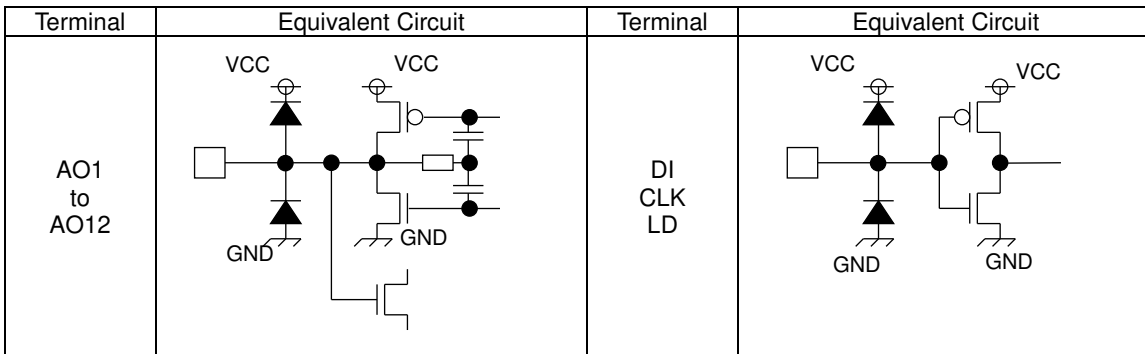 Terminal Equivalent Circuit Terminal Equivalent Circuit
VCC VCC VCC VCC
AO1
to
AO12
DI
CLK
LD
GND GND GND GND